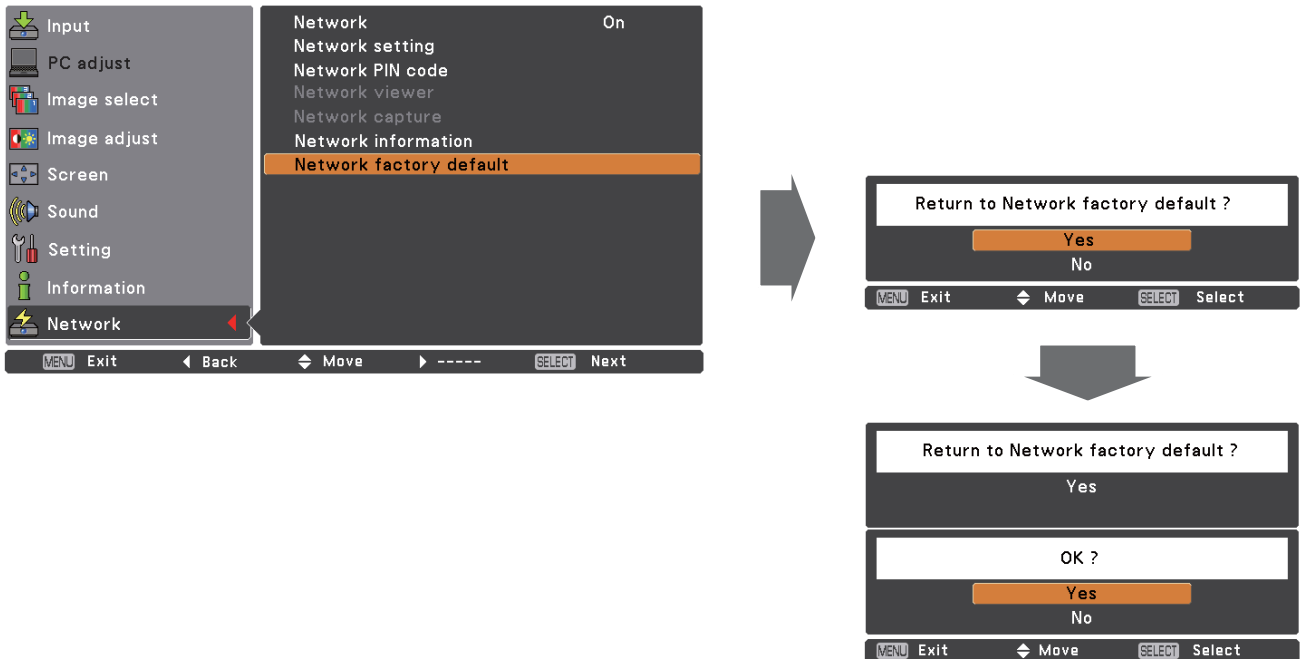 Input
PC adjust
Image select
Image adjust
Screen
Sound
Setting
Information
Network
Network On
Network setting
Network PIN code
Network viewer
Network capture
Network information
Network factory default
MENU Exit Back Move ----- SELECT Next
Return to Network factory default ?
Yes
No
MENU Exit Move SELECT Select
Return to Network factory default ?
Yes
OK ?
Yes
No
MENU Exit Move SELECT Select